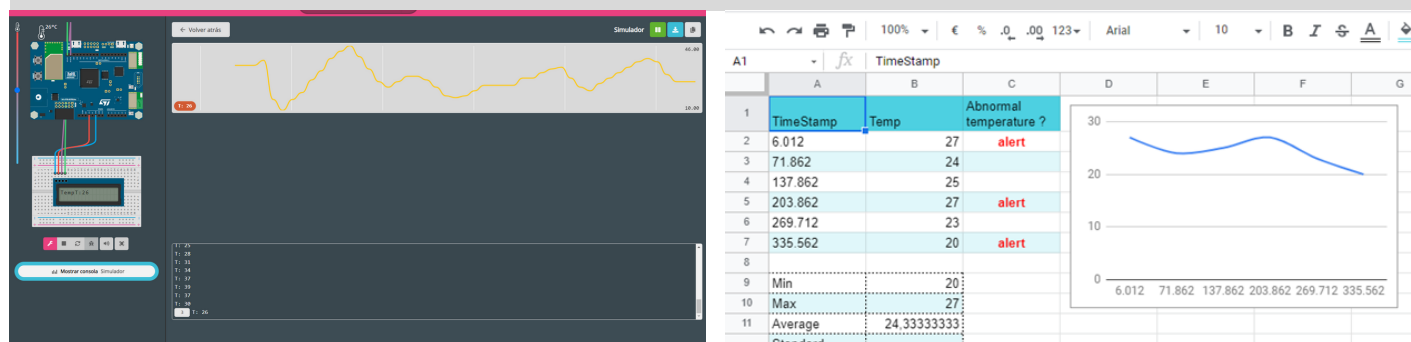 26°C
TempT:26
Mostrar consola Simulador
← Volver atrás
Simulador
46.00
T: 26
10.00
T: 25
T: 28
T: 31
T: 34
T: 37
T: 39
T: 37
T: 30
T: 26
100%
€ % .0 .00 123
Arial
10
B I S A
A1
fx TimeStamp
A B C D E F G
1 TimeStamp Temp Abnormal
temperature ?
2 6.012 27 alert
3 71.862 24
4 137.862 25
5 203.862 27 alert
6 269.712 23
7 335.562 20 alert
8
9 Min 20
10 Max 27
11 Average 24,33333333
30
20
10
0
6.012 71.862 137.862 203.862 269.712 335.562